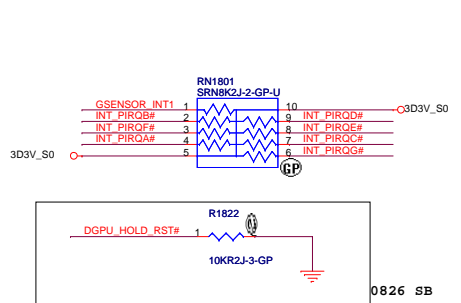 RN1801
SRN8K2J-2-GP-U
GSENSOR_INT1 1 10 3D3V_S0
INT_PIRQB# 2 9 INT_PIRQD#
INT_PIRQF# 3 8 INT_PIRQE#
INT_PIRQA# 4 7 INT_PIRQC#
3D3V_S0 5 6 INT_PIRQG#
GP
R1822
DGPU_HOLD_RST# 1
10KR2J-3-GP
0826 SB